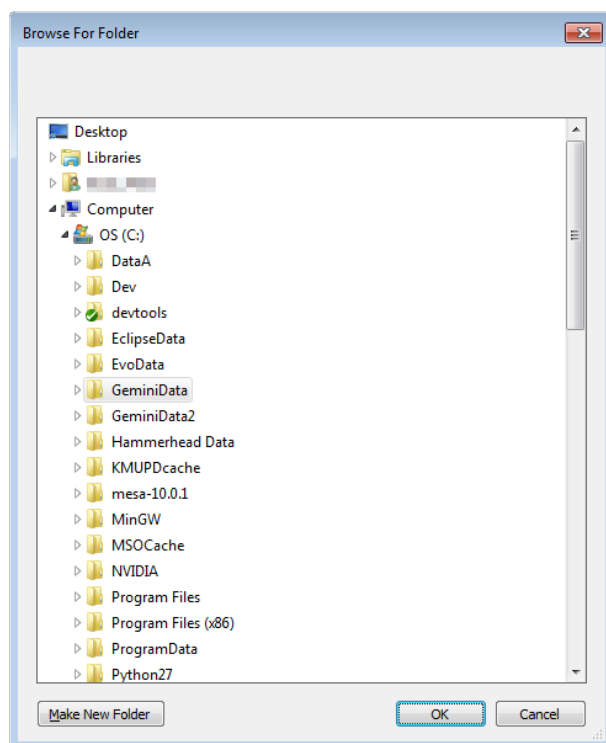 Browse For Folder
Desktop
Libraries
Computer
OS (C:)
DataA
Dev
devtools
EclipseData
EvoData
GeminiData
GeminiData2
Hammerhead Data
KMUPDcache
mesa-10.0.1
MinGW
MSOCache
NVIDIA
Program Files
Program Files (x86)
ProgramData
Python27
Make New Folder
OK
Cancel